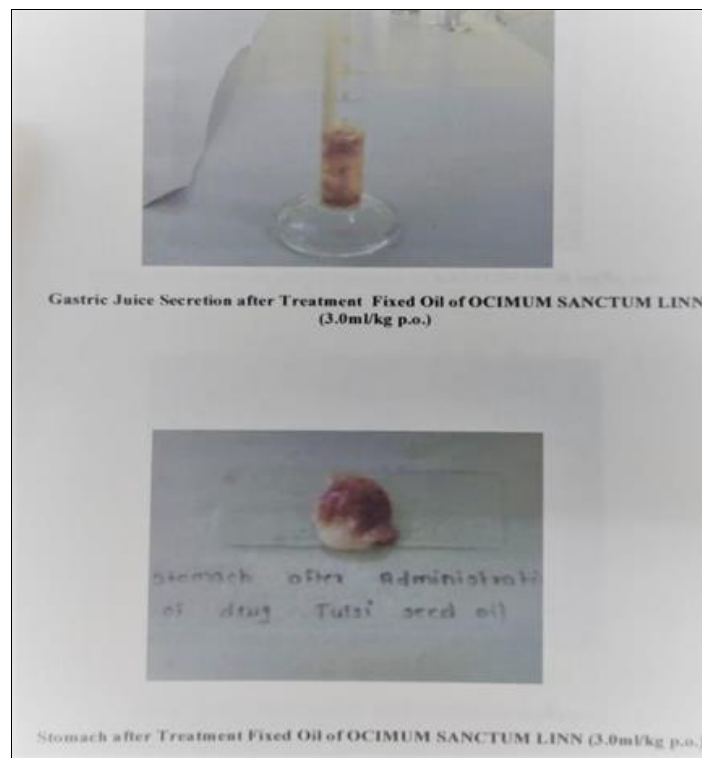 Gastric Juice Secretion after Treatment Fixed Oil of OCIMUM SANCTUM LINN
(3.0ml/kg p.o.)
stomach after Administrati
of drug Tulsi seed oil
Stomach after Treatment Fixed Oil of OCIMUM SANCTUM LINN (3.0ml/kg p.o.)